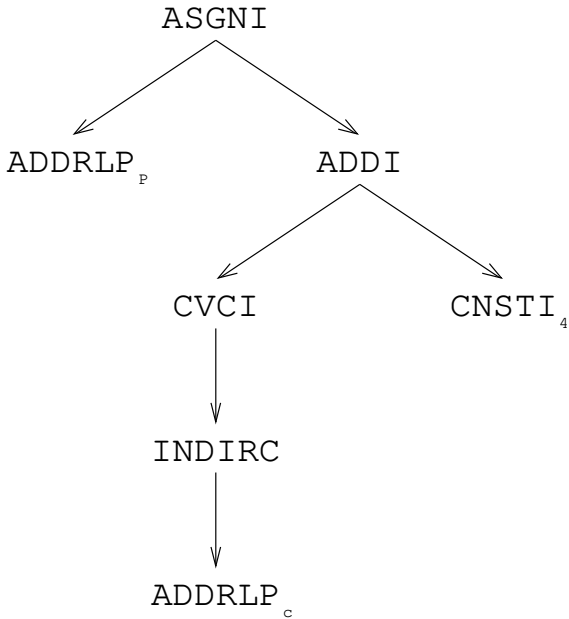 ASGNI
ADDRLP P ADDI
CVCI CNSTI 4
INDIRC
ADDRLP c